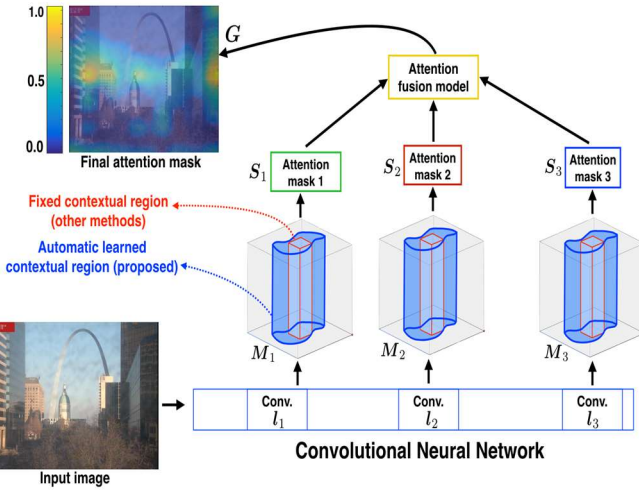 1.0
0.5
0.0
Final attention mask
G
Attention
fusion model
S1
Attention
mask 1
S2
Attention
mask 2
S3
Attention
mask 3
Fixed contextual region
(other methods)
Automatic learned
contextual region (proposed)
M1
M2
M3
Conv.
l1
Conv.
l2
Conv.
l3
Convolutional Neural Network
Input image